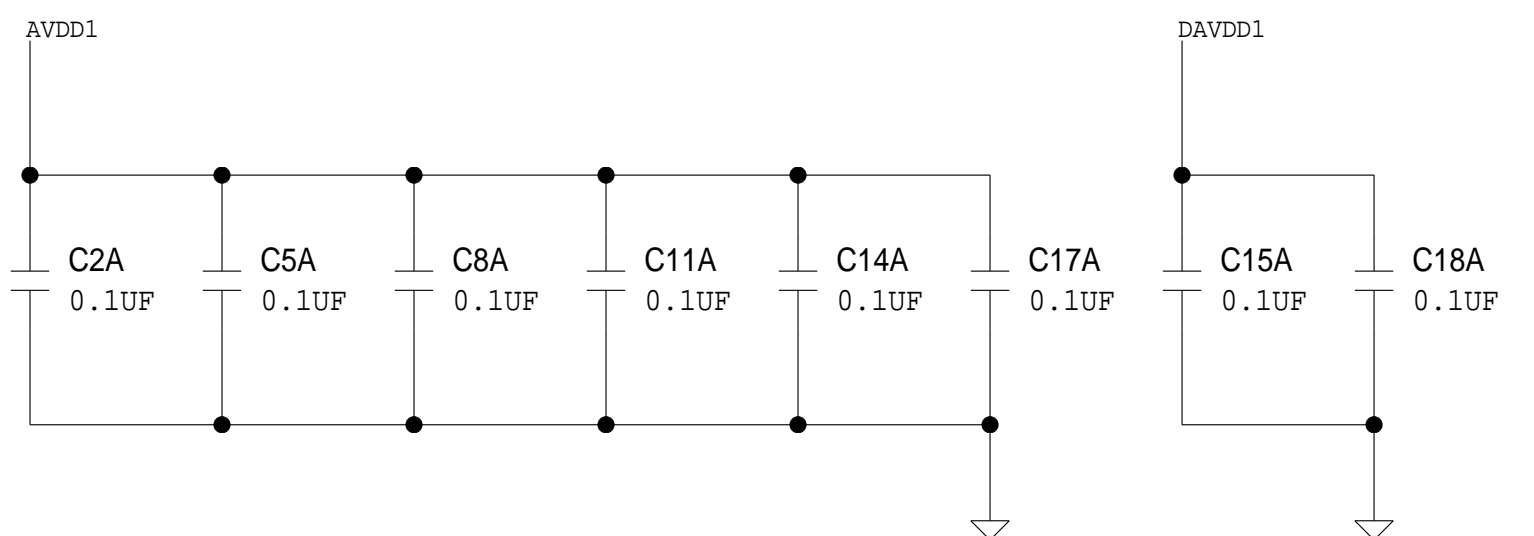 AVDD1
DAVDD1
C2A
0.1UF
C5A
0.1UF
C8A
0.1UF
C11A
0.1UF
C14A
0.1UF
C17A
0.1UF
C15A
0.1UF
C18A
0.1UF